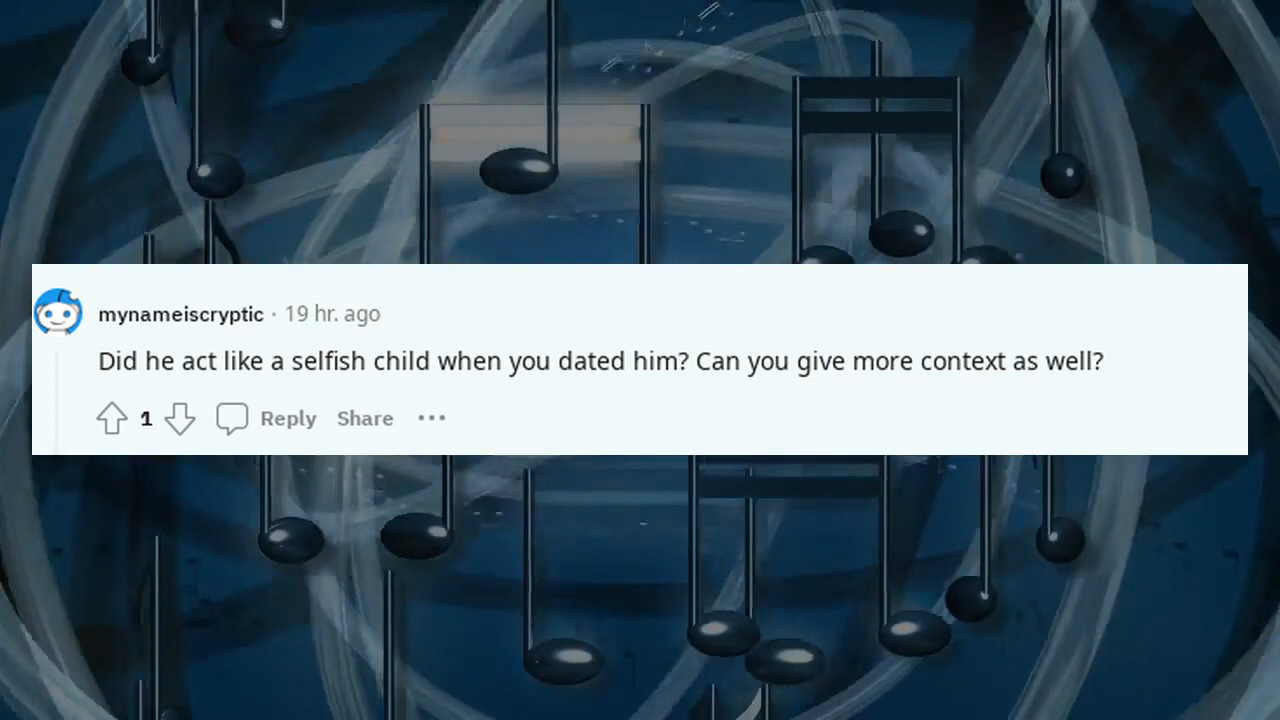 mynameiscryptic · 19 hr. ago
Did he act like a selfish child when you dated him? Can you give more context as well?
1 Reply Share ···